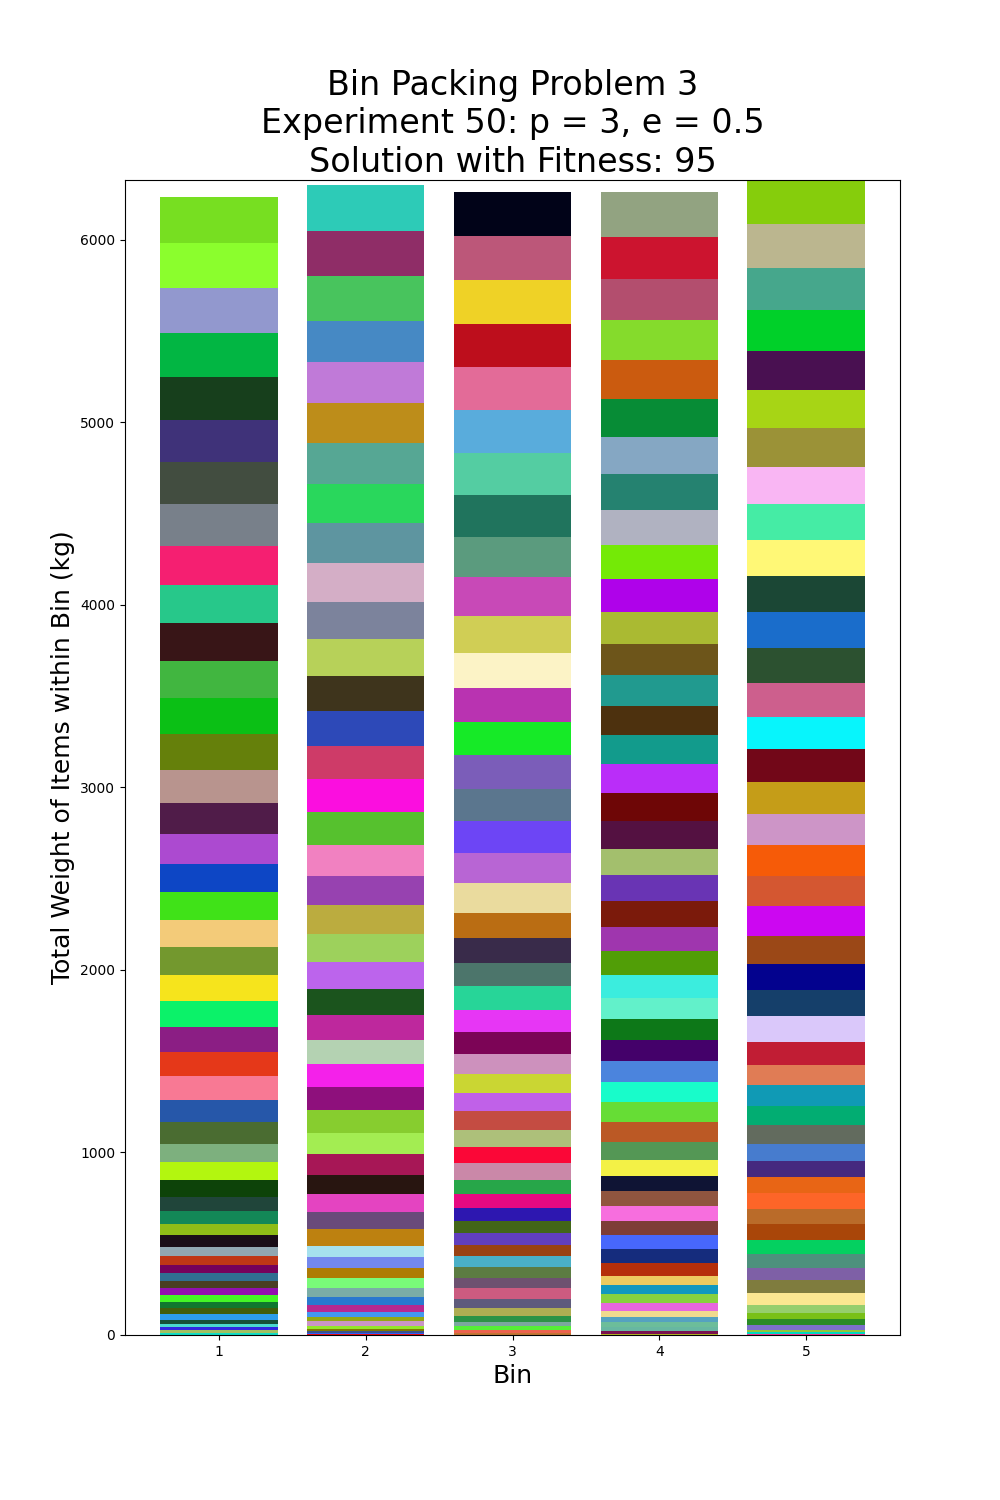 Bin Packing Problem 3
Experiment 50: p = 3, e = 0.5
Solution with Fitness: 95
Total Weight of Items within Bin (kg)
6000
5000
4000
3000
2000
1000
0
1 2 3 4 5
Bin